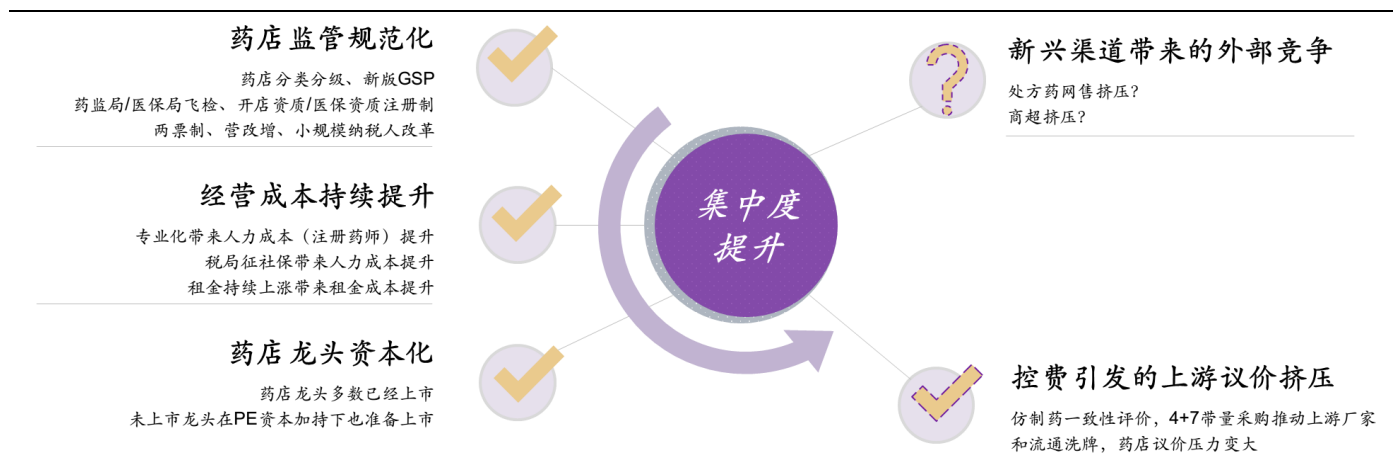 药店监管规范化
药店分类分级、新版GSP
药监局/医保局飞检、开店资质/医保资质注册制
两票制、营改增、小规模纳税人改革
经营成本持续提升
专业化带来人力成本（注册药师）提升
税局征社保带来人力成本提升
租金持续上涨带来租金成本提升
药店龙头资本化
药店龙头多数已经上市
未上市龙头在PE资本加持下也准备上市
集中度
提升
新兴渠道带来的外部竞争
处方药网售挤压？
商超挤压？
控费引发的上游议价挤压
仿制药一致性评价，4+7带量采购推动上游厂家
和流通洗牌，药店议价压力变大